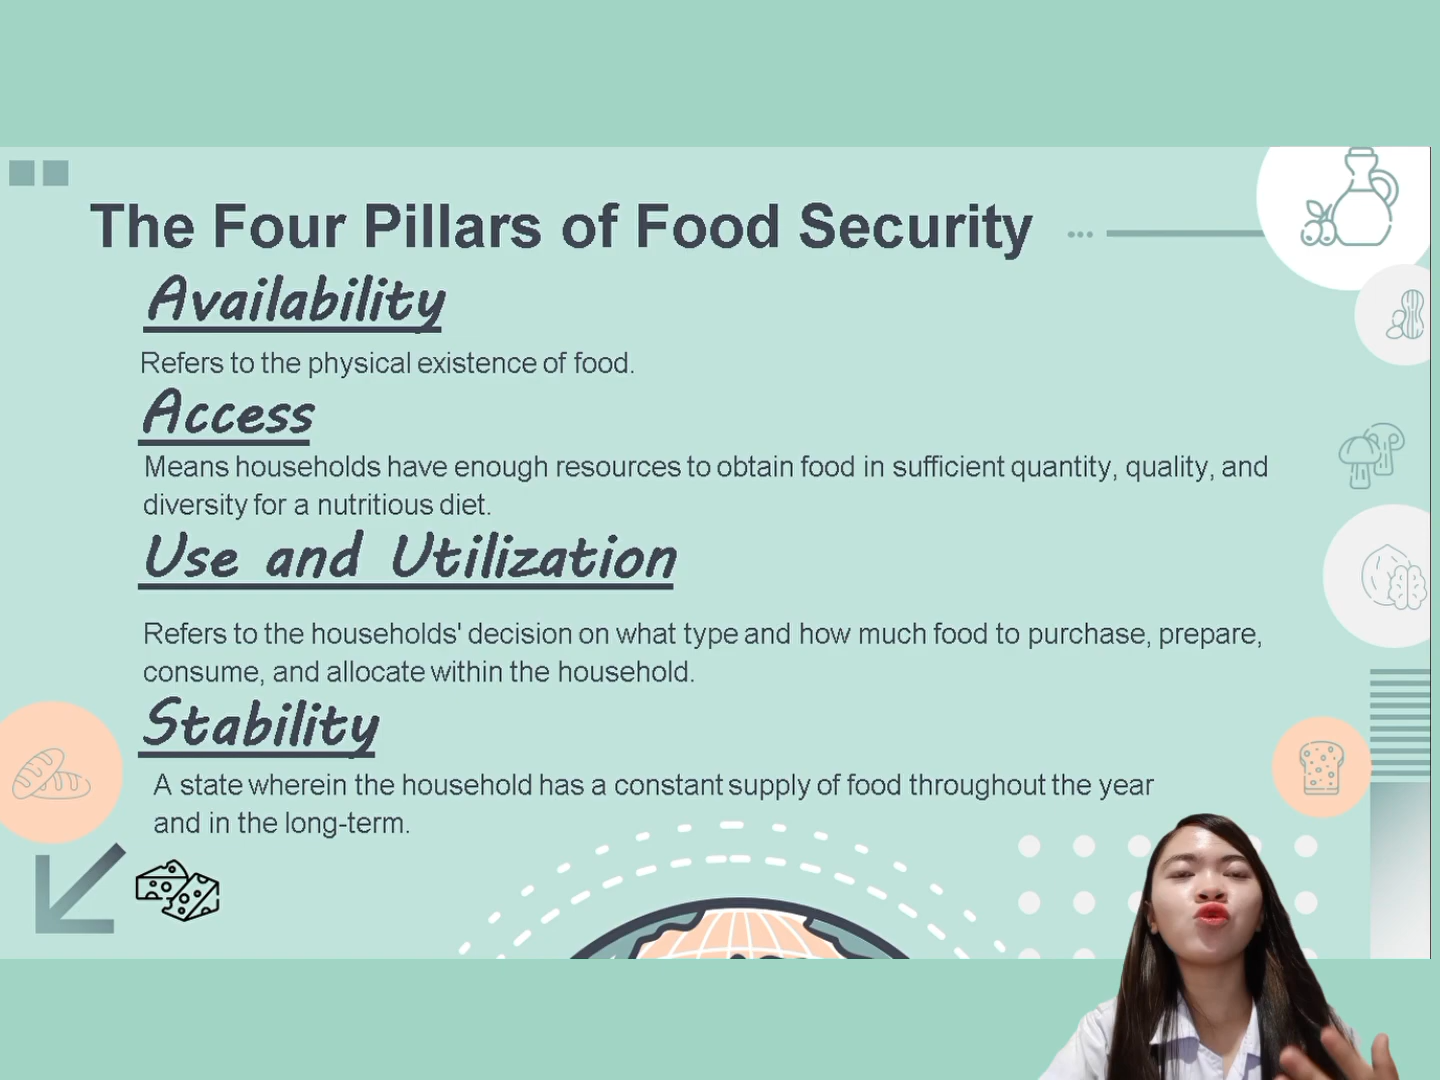 The Four Pillars of Food Security
Availability
Refers to the physical existence of food.
Access
Means households have enough resources to obtain food in sufficient quantity, quality, and
diversity for a nutritious diet.
Use and Utilization
Refers to the households' decision on what type and how much food to purchase, prepare,
consume, and allocate within the household.
Stability
A state wherein the household has a constant supply of food throughout the year
and in the long-term.